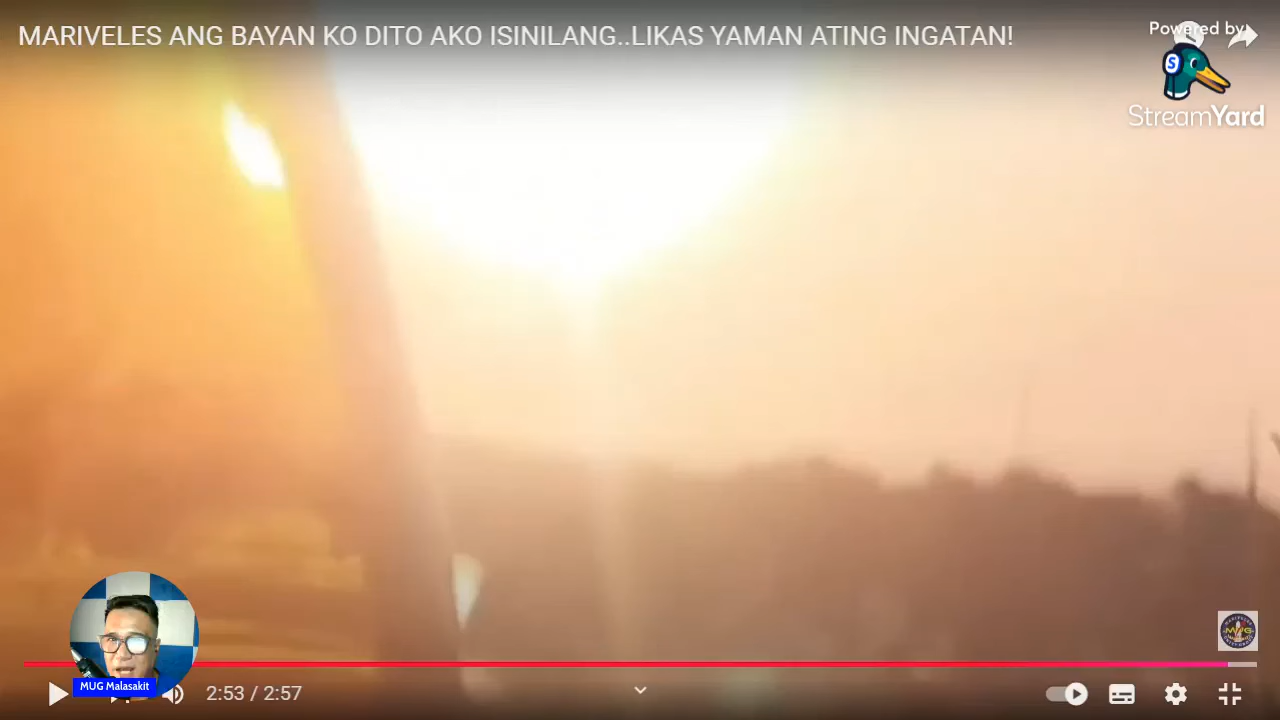 MARIVELES ANG BAYAN KO DITO AKO ISINILANG..LIKAS YAMAN ATING INGATAN!
Powered by
StreamYard
MUG
MUG Malasakit
2:53 / 2:57